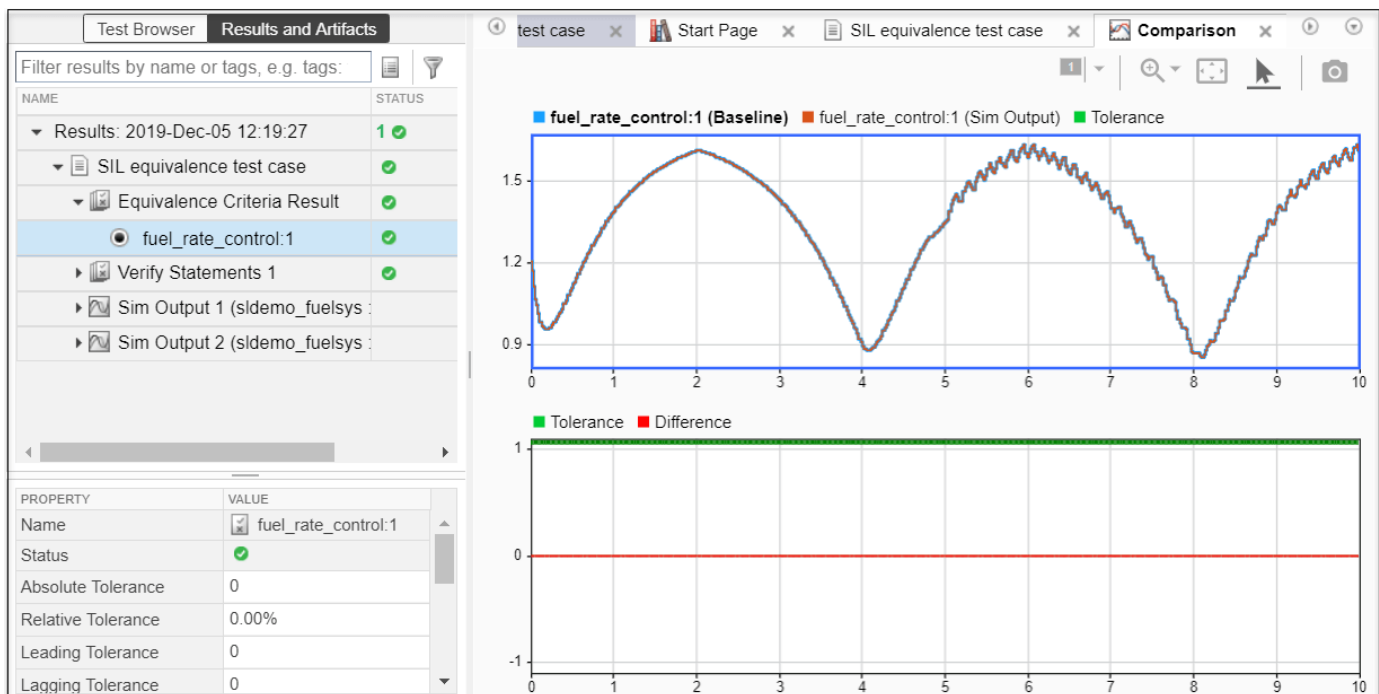 Test Browser
Results and Artifacts
test case
Start Page
SIL equivalence test case
Comparison
Filter results by name or tags, e.g. tags:
1
NAME
STATUS
Results: 2019-Dec-05 12:19:27
1
SIL equivalence test case
Equivalence Criteria Result
fuel_rate_control:1
Verify Statements 1
Sim Output 1 (sldemo_fuelsys :
Sim Output 2 (sldemo_fuelsys :
PROPERTY
VALUE
Name
fuel_rate_control:1
Status
Absolute Tolerance
0
Relative Tolerance
0.00%
Leading Tolerance
0
Lagging Tolerance
0
fuel_rate_control:1 (Baseline)
fuel_rate_control:1 (Sim Output)
Tolerance
1.5
1.2
0.9
0 1 2 3 4 5 6 7 8 9 10
Tolerance
Difference
1
0
-1
0 1 2 3 4 5 6 7 8 9 10